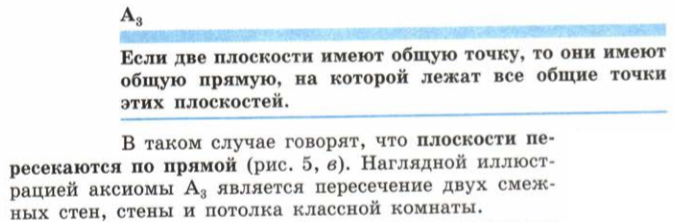 А₃
Если две плоскости имеют общую точку, то они имеют
общую прямую, на которой лежат все общие точки
этих плоскостей.
В таком случае говорят, что плоскости пе-
ресекаются по прямой (рис. 5, в). Наглядной иллюст-
рацией аксиомы А₃ является пересечение двух смеж-
ных стен, стены и потолка классной комнаты.